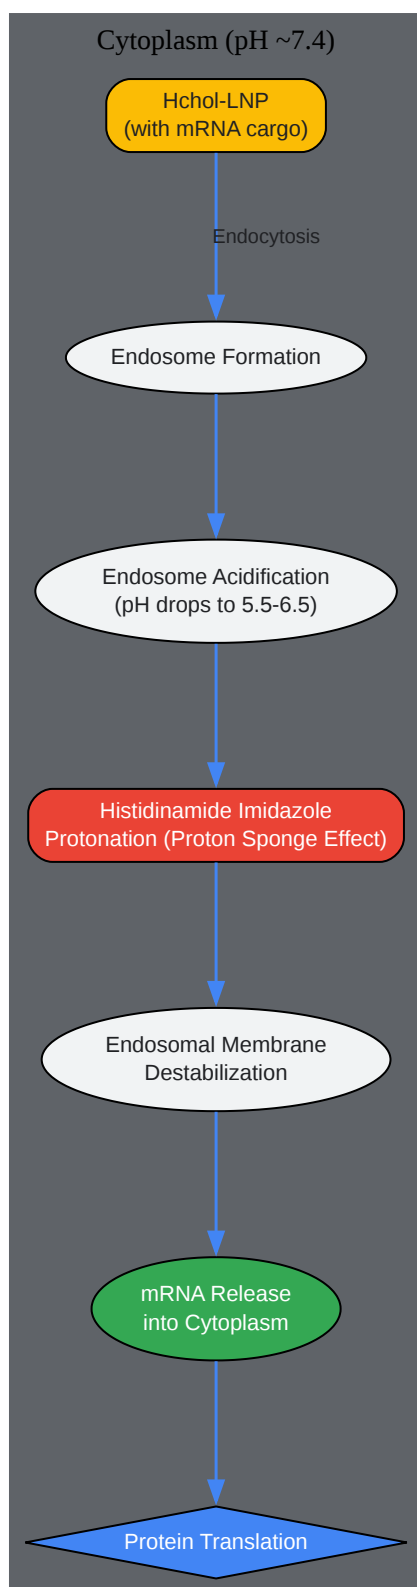 Cytoplasm (pH ~7.4)
Hchol-LNP
(with mRNA cargo)
Endocytosis
Endosome Formation
Endosome Acidification
(pH drops to 5.5-6.5)
Histidinamide Imidazole
Protonation (Proton Sponge Effect)
Endosomal Membrane
Destabilization
mRNA Release
into Cytoplasm
Protein Translation